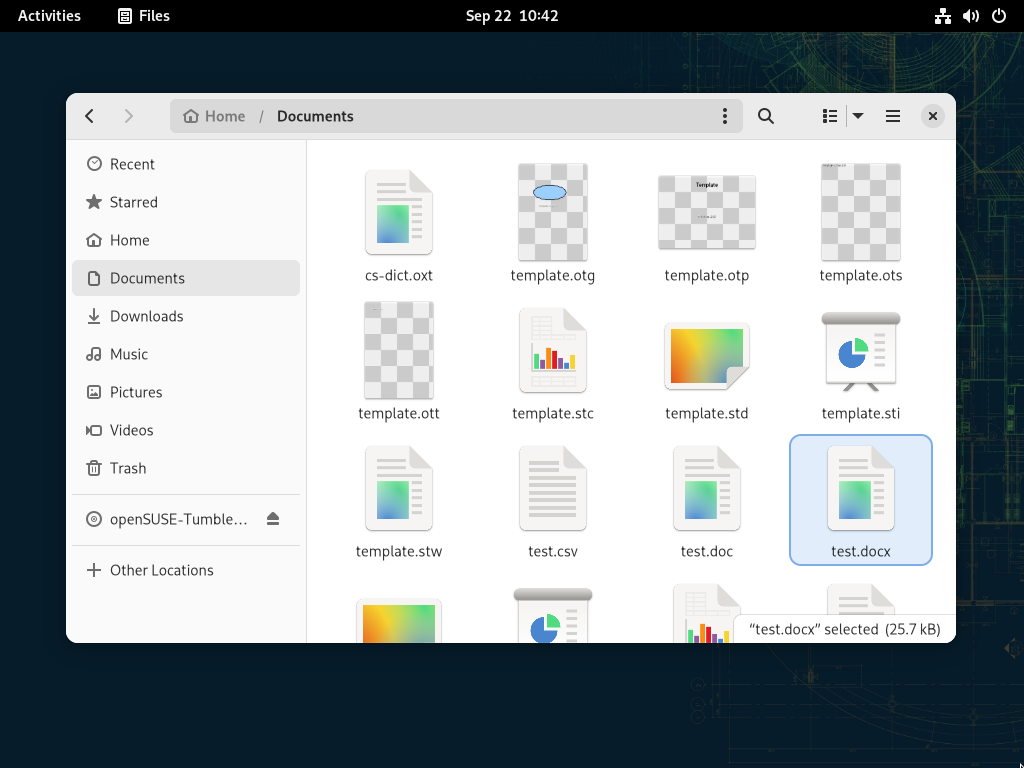 Activities Files Sep 22 10:42
Home / Documents
Recent
Starred
Home
Documents
Downloads
Music
Pictures
Videos
Trash
openSUSE-Tumble...
Other Locations
cs-dict.oxt template.otg template.otp template.ots
Template
template.ott template.stc template.std template.sti
template.stw test.csv test.doc test.docx
“test.docx” selected (25.7 kB)